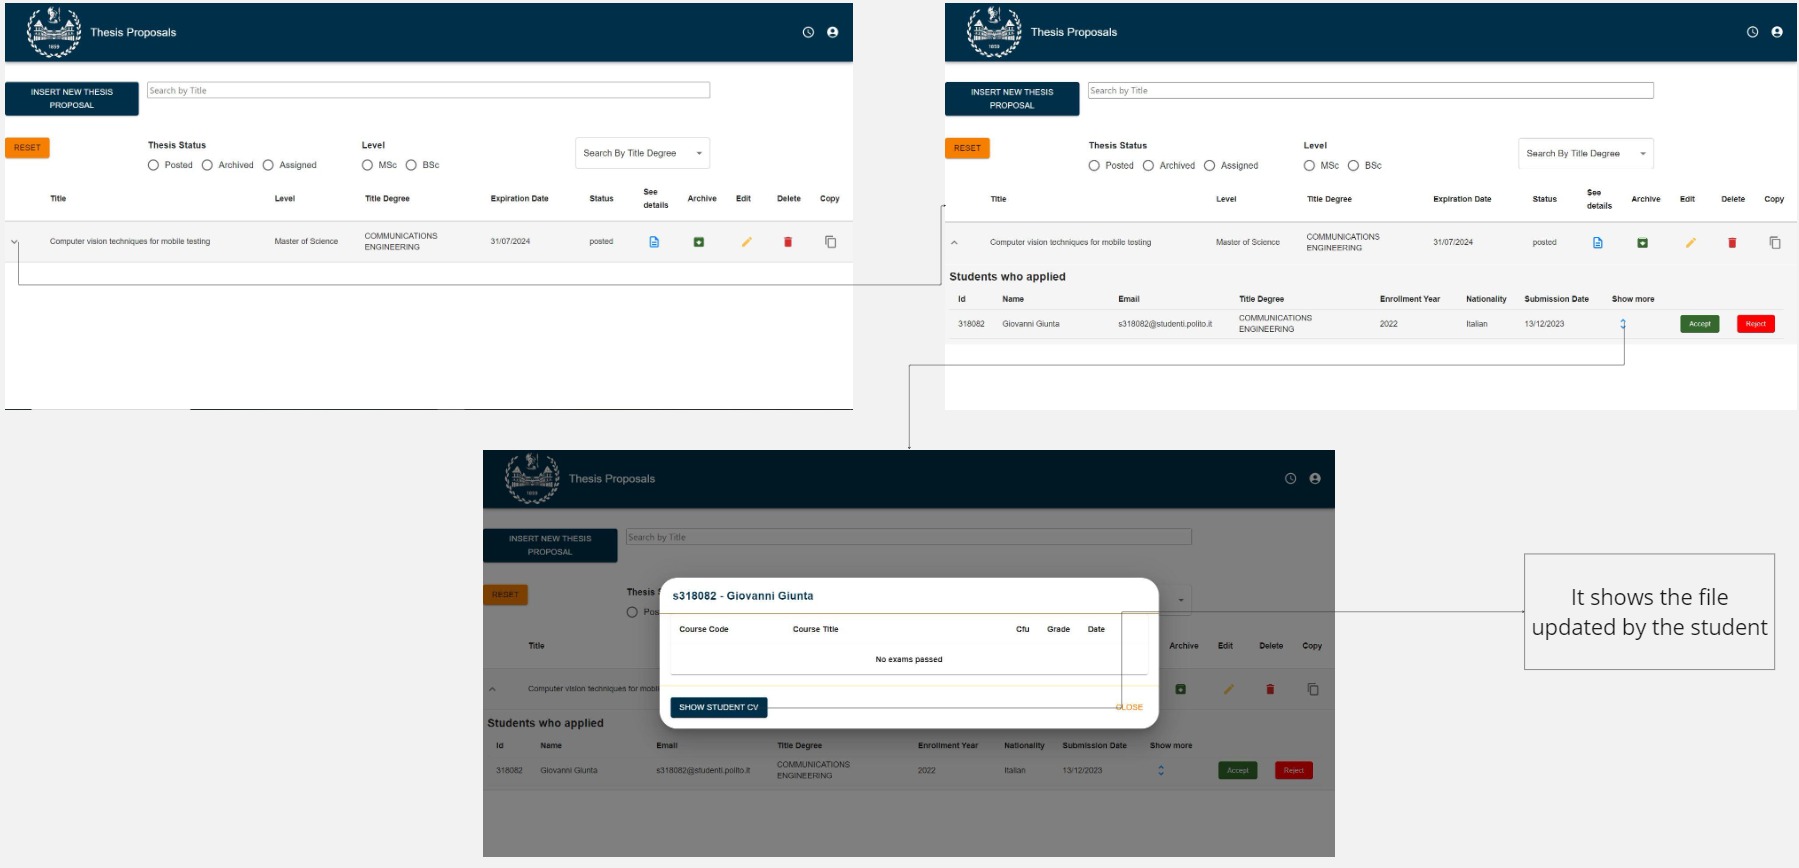 Thesis Proposals
INSERT NEW THESIS
PROPOSAL
Search by Title
RESET
Thesis Status
Posted Archived Assigned
Level
MSc BSc
Search By Title Degree
Title Level Title Degree Expiration Date Status See details Archive Edit Delete Copy
Computer vision techniques for mobile testing Master of Science COMMUNICATIONS ENGINEERING 31/07/2024 posted
Thesis Proposals
INSERT NEW THESIS
PROPOSAL
Search by Title
RESET
Thesis Status
Posted Archived Assigned
Level
MSc BSc
Search By Title Degree
Title Level Title Degree Expiration Date Status See details Archive Edit Delete Copy
Computer vision techniques for mobile testing Master of Science COMMUNICATIONS ENGINEERING 31/07/2024 posted
Students who applied
Id Name Email Title Degree Enrollment Year Nationality Submission Date Show more
318082 Giovanni Giunta s318082@studenti.polito.it COMMUNICATIONS ENGINEERING 2022 Italian 13/12/2023 Accept Reject
Thesis Proposals
INSERT NEW THESIS
PROPOSAL
Search by Title
RESET
Thesis S
Pos
s318082 - Giovanni Giunta
Course Code Course Title Cfu Grade Date
No exams passed
SHOW STUDENT CV
CLOSE
Title Archive Edit Delete Copy
Computer vision techniques for mobil
Students who applied
Id Name Email Title Degree Enrollment Year Nationality Submission Date Show more
318082 Giovanni Giunta s318082@studenti.polito.it COMMUNICATIONS ENGINEERING 2022 Italian 13/12/2023 Accept Reject
It shows the file
updated by the student